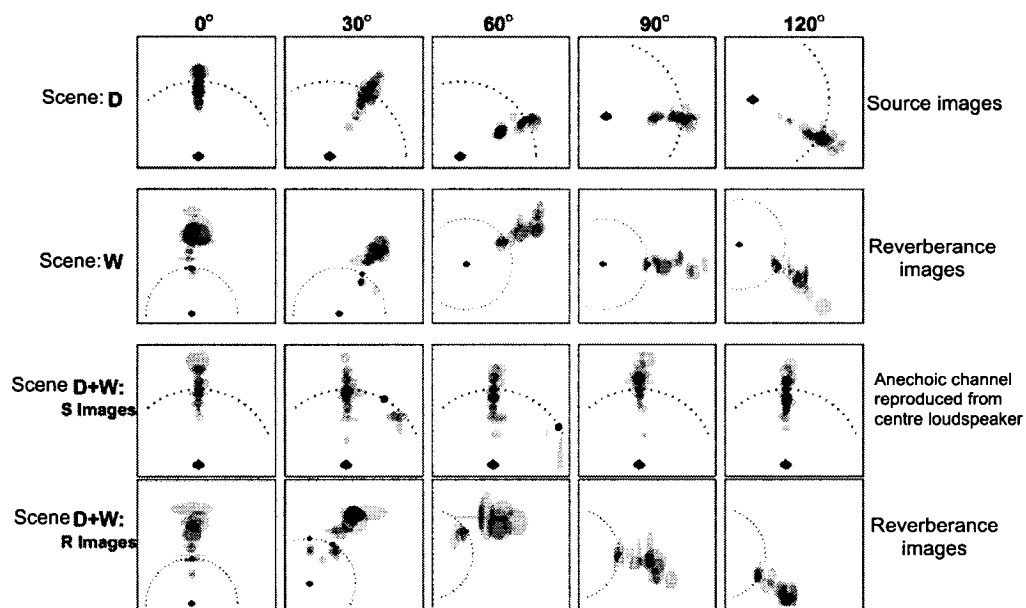 0° 30° 60° 90° 120°
Scene: D
Source images
Scene: W
Reverberance
images
Scene D+W:
S Images
Anechoic channel
reproduced from
centre loudspeaker
Scene D+W:
R Images
Reverberance
images